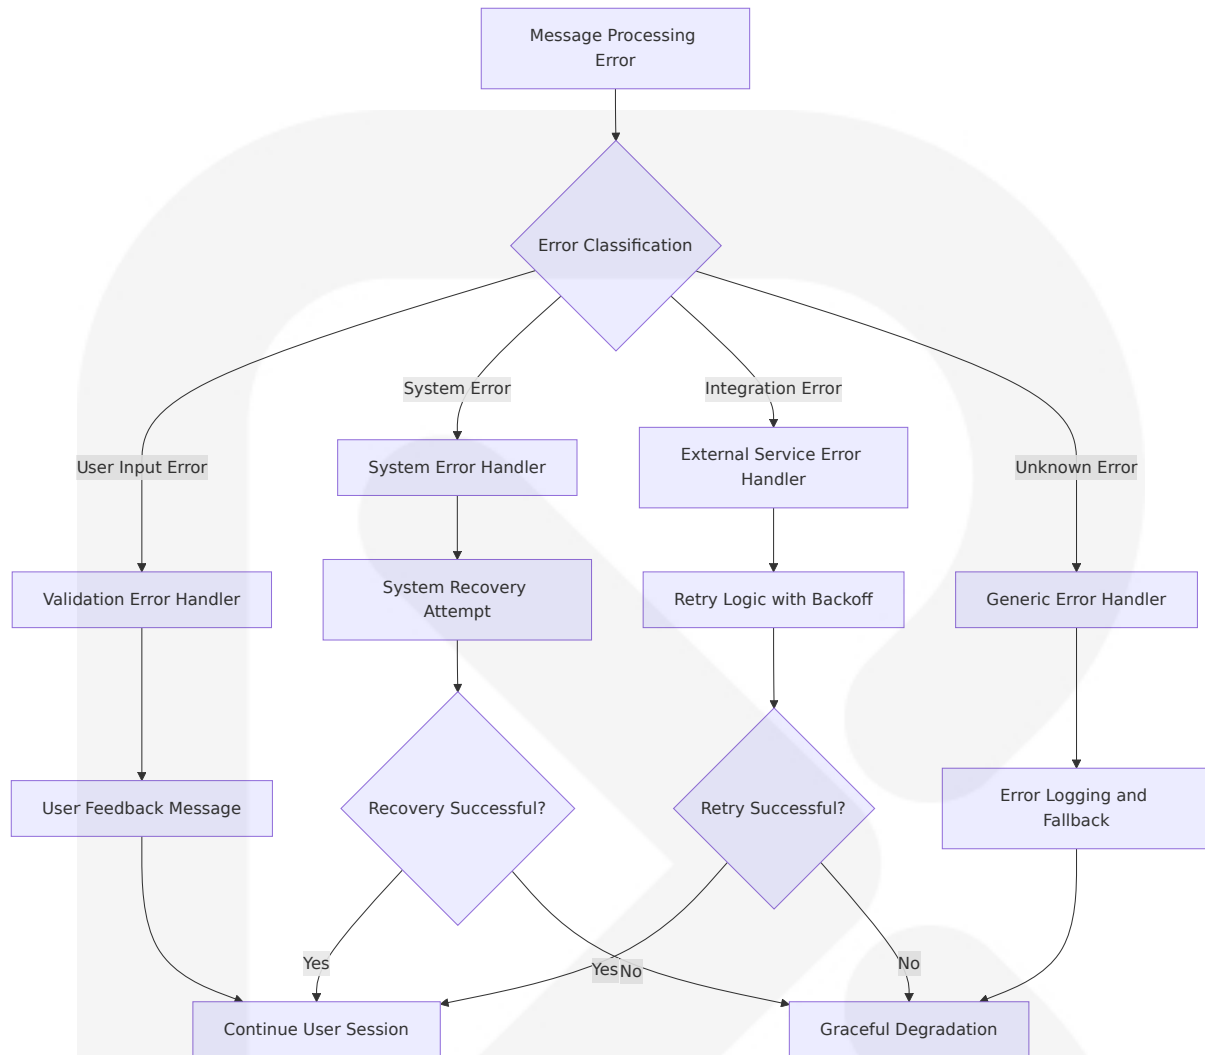 Message Processing
Error
Error Classification
System Error
Integration Error
User Input Error
System Error Handler
External Service Error
Handler
Unknown Error
Validation Error Handler
System Recovery
Attempt
Retry Logic with Backoff
Generic Error Handler
User Feedback Message
Recovery Successful?
Retry Successful?
Error Logging and
Fallback
Yes
Yes
No
No
Continue User Session
Graceful Degradation